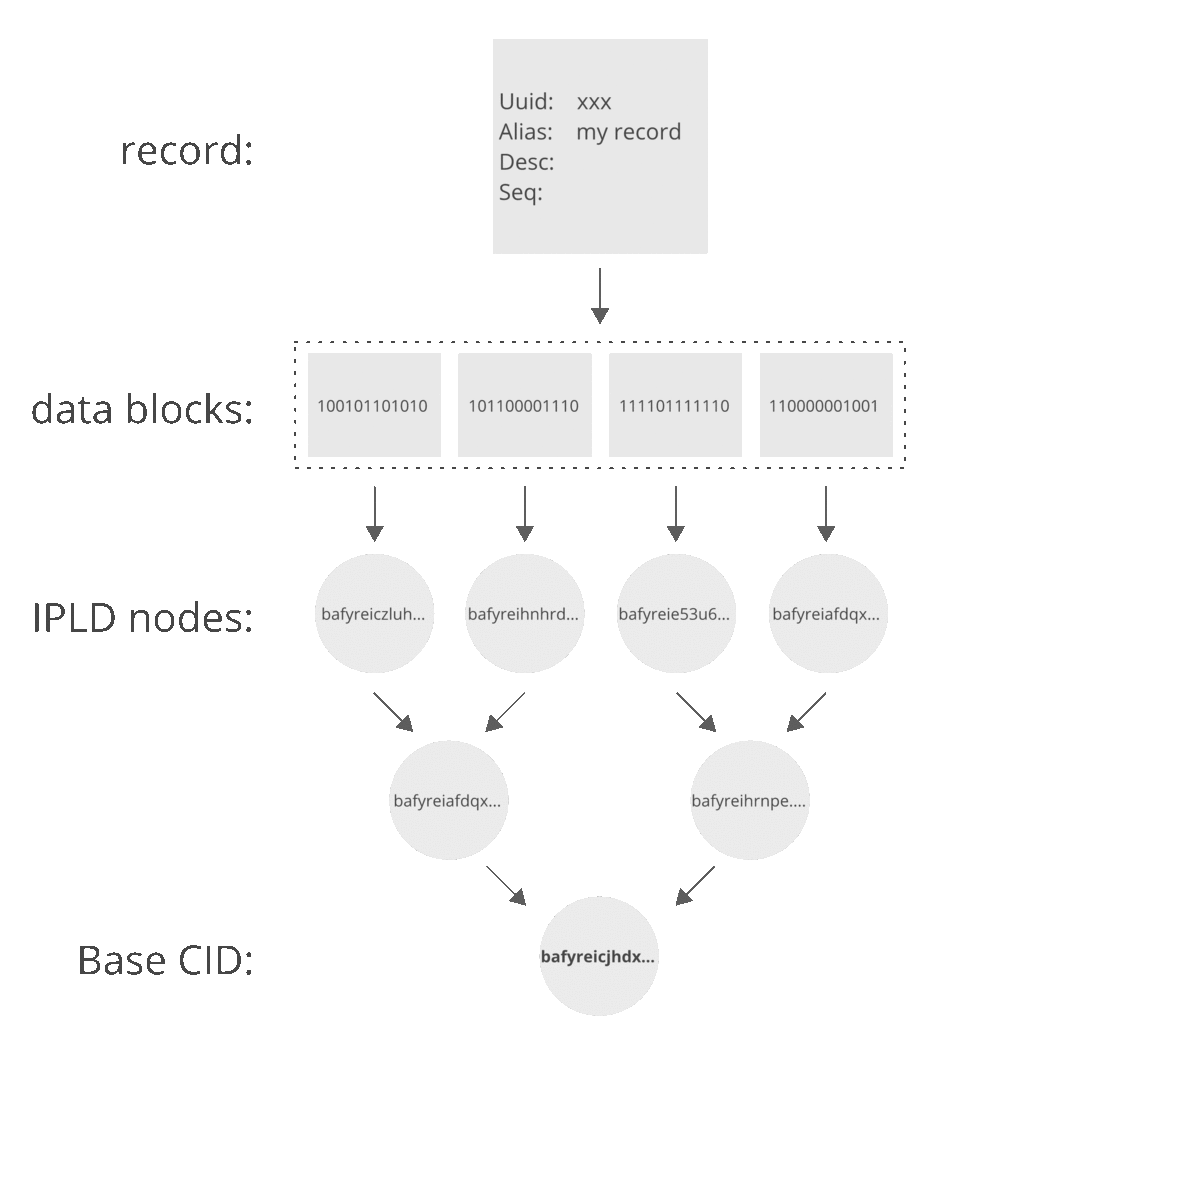 record:
Uuid: xxx
Alias: my record
Desc:
Seq:
data blocks:
100101101010 101100001110 111101111110 110000001001
IPLD nodes:
bafyreiczluh... bafyreihnhrd... bafyreie53u6... bafyreiafdqx...
bafyreiafdqx... bafyreihrnpe....
Base CID:
bafyreicjhdx...